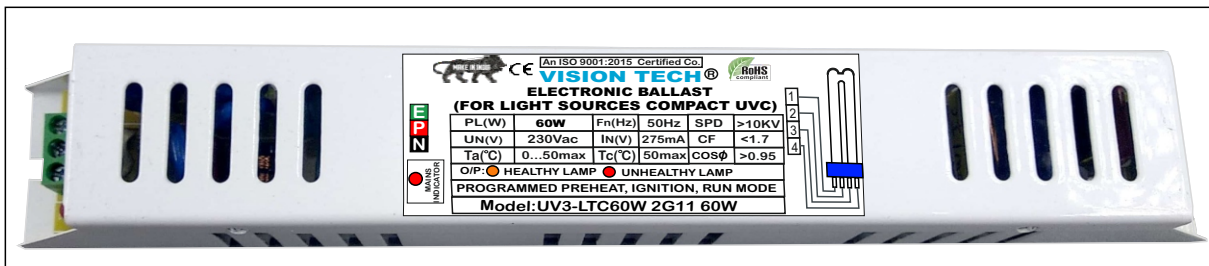 MAKE IN INDIA
CE
An ISO 9001:2015 Certified Co.
VISION TECH®
RoHS
compliant
ELECTRONIC BALLAST
(FOR LIGHT SOURCES COMPACT UVC)
E
P
N
PL(W) 60W Fn(Hz) 50Hz SPD >10KV
UN(V) 230Vac IN(V) 275mA CF <1.7
Ta(℃) 0...50max Tc(℃) 50max COSϕ >0.95
O/P: HEALTHY LAMP UNHEALTHY LAMP
PROGRAMMED PREHEAT, IGNITION, RUN MODE
Model:UV3-LTC60W 2G11 60W
MAINS
INDICATOR
1
2
3
4